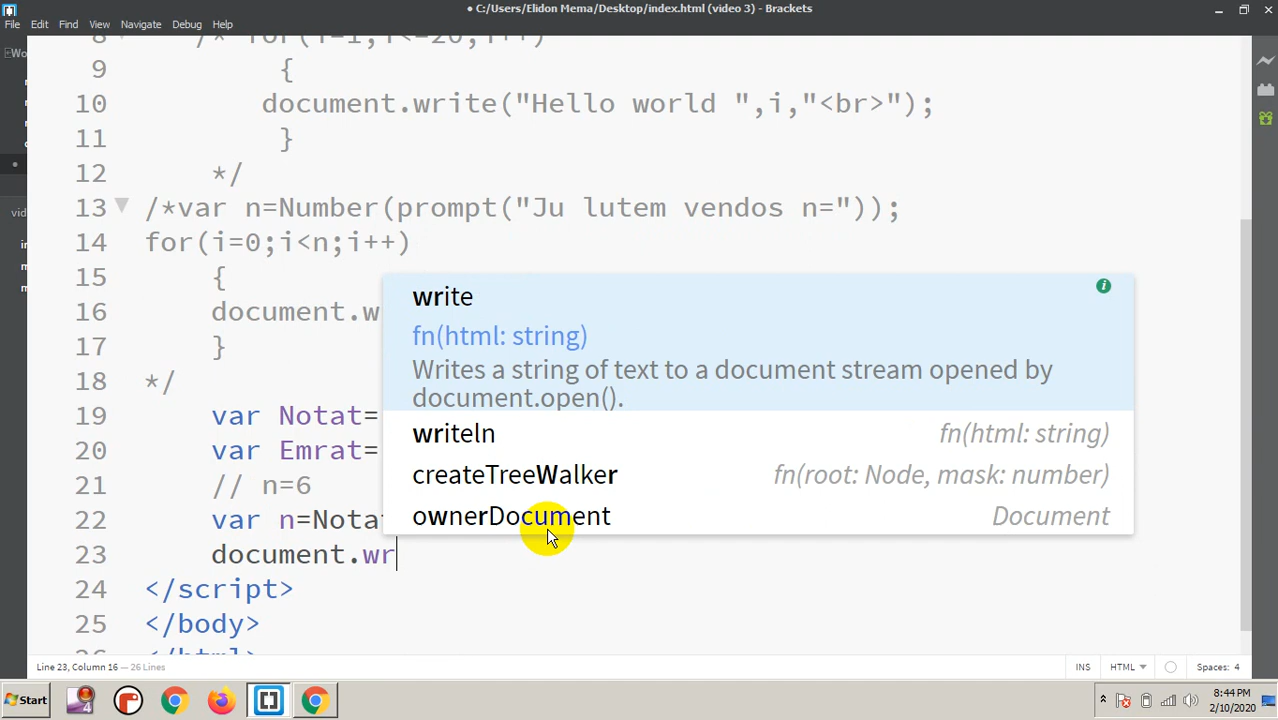 • C:/Users/Elidon Mema/Desktop/index.html (video 3) - Brackets
File Edit Find View Navigate Debug Help
8 /* for(i=1;i<=20;i++)
9 {
10 document.write("Hello world ",i,"<br>");
11 }
12 */
13 /*var n=Number(prompt("Ju lutem vendos n="));
14 for(i=0;i<n;i++)
15 {
16 document.w
17 }
18 */
19 var Notat=
20 var Emrat=
21 // n=6
22 var n=Notat
23 document.wr
24 </script>
25 </body>
26 </html>
write
fn(html: string)
Writes a string of text to a document stream opened by
document.open().
writeln fn(html: string)
createTreeWalker fn(root: Node, mask: number)
ownerDocument Document
Line 23, Column 16 — 26 Lines
INS HTML Spaces: 4
Start
4
8:44 PM
2/10/2020